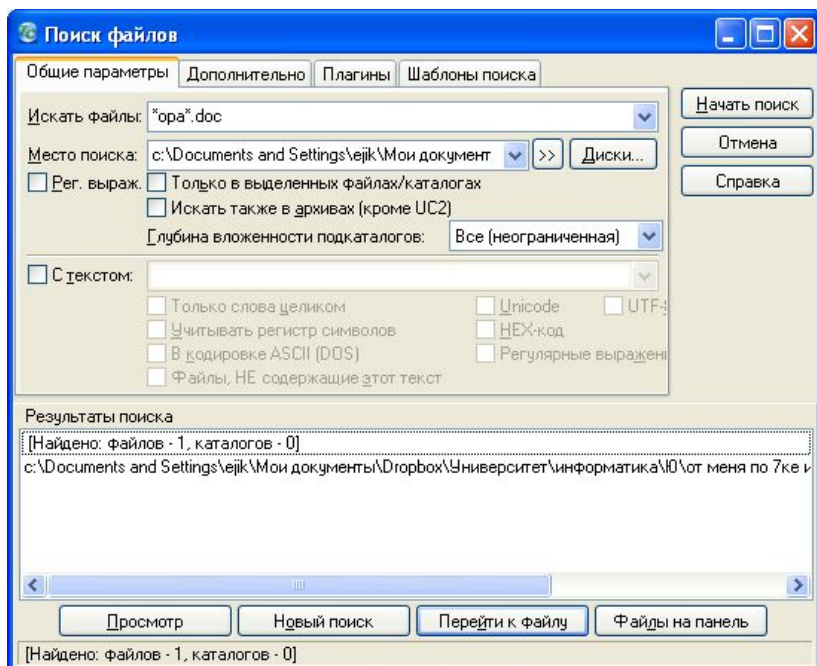 Поиск файлов
Общие параметры Дополнительно Плагины Шаблоны поиска
Искать файлы: *ора*.doc
Начать поиск
Место поиска: c:\Documents and Settings\ejik\Мои документ >> Диски...
Отмена
Рег. выраж. Только в выделенных файлах/каталогах
Справка
Искать также в архивах (кроме UC2)
Глубина вложенности подкаталогов: Все (неограниченная)
С текстом:
Только слова целиком Unicode UTF-
Учитывать регистр символов HEX-код
В кодировке ASCII (DOS) Регулярные выражен
Файлы, НЕ содержащие этот текст
Результаты поиска
[Найдено: файлов - 1, каталогов - 0]
c:\Documents and Settings\ejik\Мои документы\Dropbox\Университет\информатика\Ю\от меня по 7ке и
Просмотр Новый поиск Перейти к файлу Файлы на панель
[Найдено: файлов - 1, каталогов - 0]